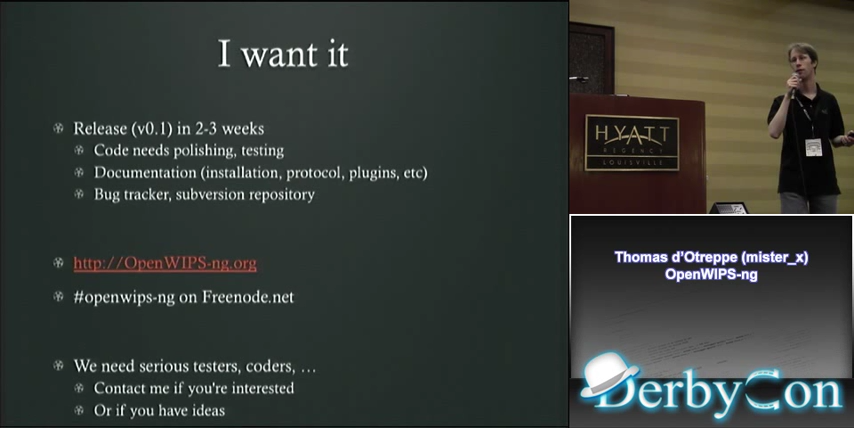 I want it
Release (v0.1) in 2-3 weeks
Code needs polishing, testing
Documentation (installation, protocol, plugins, etc)
Bug tracker, subversion repository
http://OpenWIPS-ng.org
#openwips-ng on Freenode.net
We need serious testers, coders, …
Contact me if you're interested
Or if you have ideas
HYATT
REGENCY
LOUISVILLE
Thomas d'Otreppe (mister_x)
OpenWIPS-ng
DerbyCon